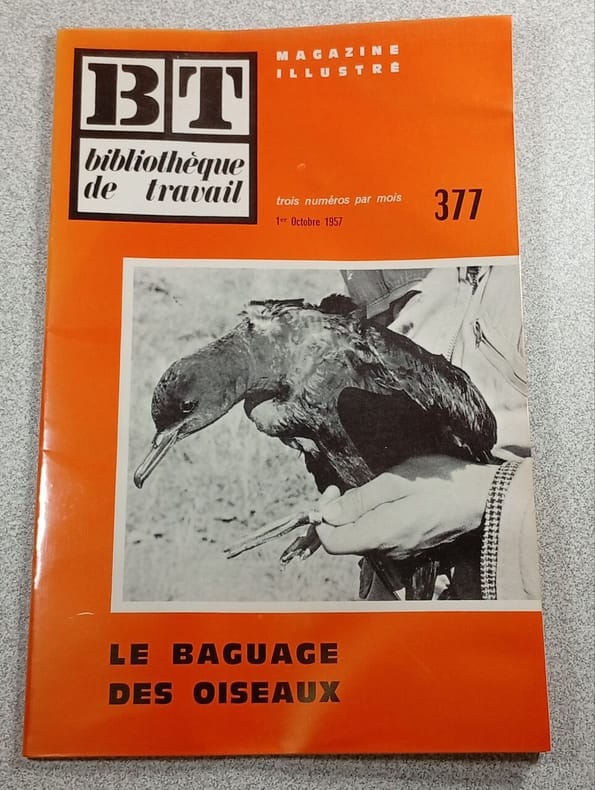 BT
bibliothèque
de travail
MAGAZINE
ILLUSTRÉ
trois numéros par mois
1er Octobre 1957
377
LE BAGUAGE
DES OISEAUX